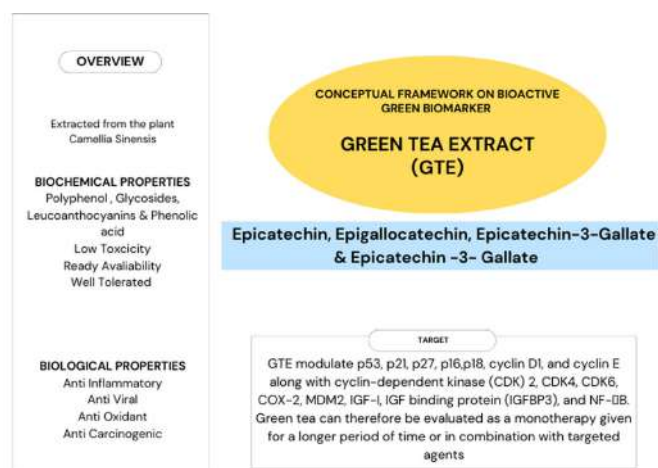 OVERVIEW
Extracted from the plant
Camellia Sinensis
BIOCHEMICAL PROPERTIES
Polyphenol , Glycosides,
Leucoanthocyanins & Phenolic
acid
Low Toxcicity
Ready Avaliability
Well Tolerated
BIOLOGICAL PROPERTIES
Anti Inflammatory
Anti Viral
Anti Oxidant
Anti Carcinogenic
CONCEPTUAL FRAMEWORK ON BIOACTIVE
GREEN BIOMARKER
GREEN TEA EXTRACT
(GTE)
Epicatechin, Epigallocatechin, Epicatechin-3-Gallate
& Epicatechin -3- Gallate
TARGET
GTE modulate p53, p21, p27, p16,p18, cyclin D1, and cyclin E
along with cyclin-dependent kinase (CDK) 2, CDK4, CDK6,
COX-2, MDM2, IGF-I, IGF binding protein (IGFBP3), and NF-▯B.
Green tea can therefore be evaluated as a monotherapy given
for a longer period of time or in combination with targeted
agents